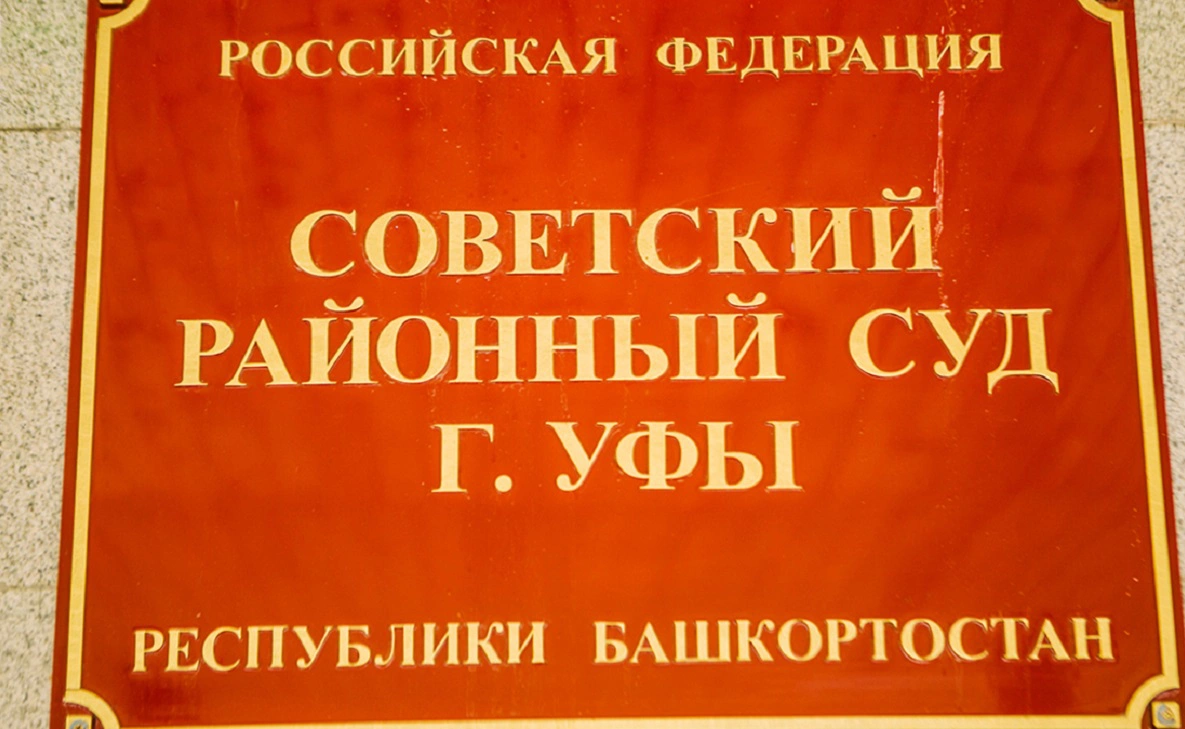 РОССИЙСКАЯ ФЕДЕРАЦИЯ
СОВЕТСКИЙ
РАЙОННЫЙ СУД
Г. УФЫ
РЕСПУБЛИКИ БАШКОРТОСТАН